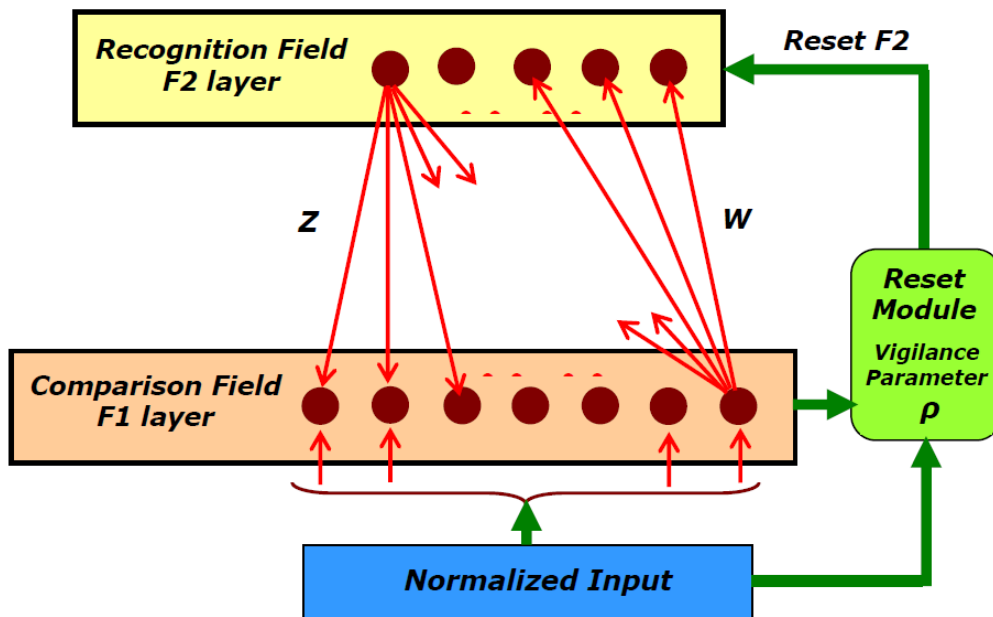 Recognition Field
F2 layer
Reset F2
Z
W
Reset
Module
Vigilance
Parameter
ρ
Comparison Field
F1 layer
Normalized Input